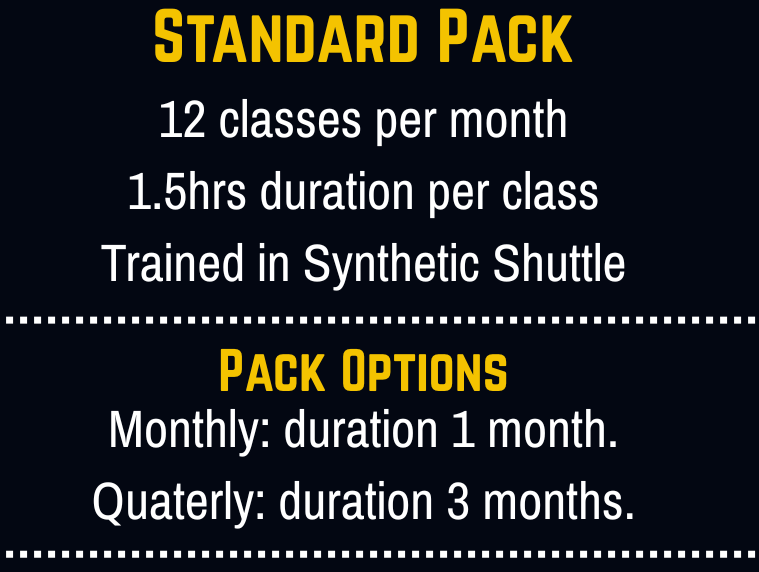 Standard Pack
12 classes per month
1.5hrs duration per class
Trained in Synthetic Shuttle
Pack Options
Monthly: duration 1 month.
Quaterly: duration 3 months.